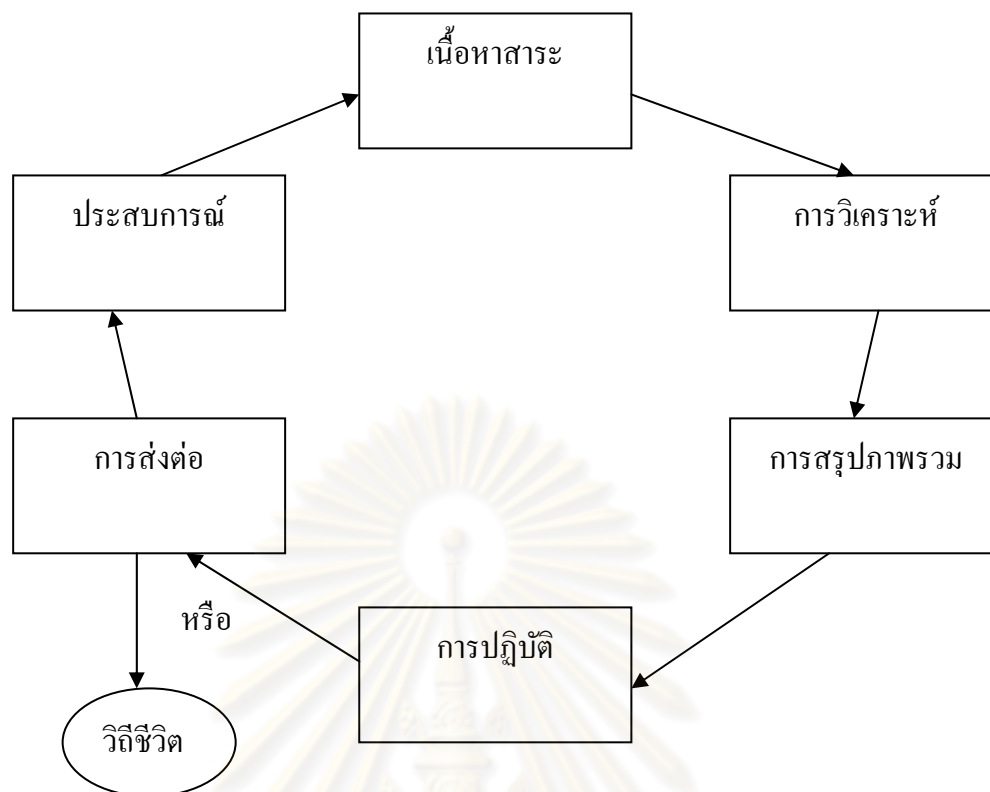 เนื้อหาสาระ
ประสบการณ์
การวิเคราะห์
การส่งต่อ
การสรุปภาพรวม
หรือ
การปฏิบัติ
วิถีชีวิต